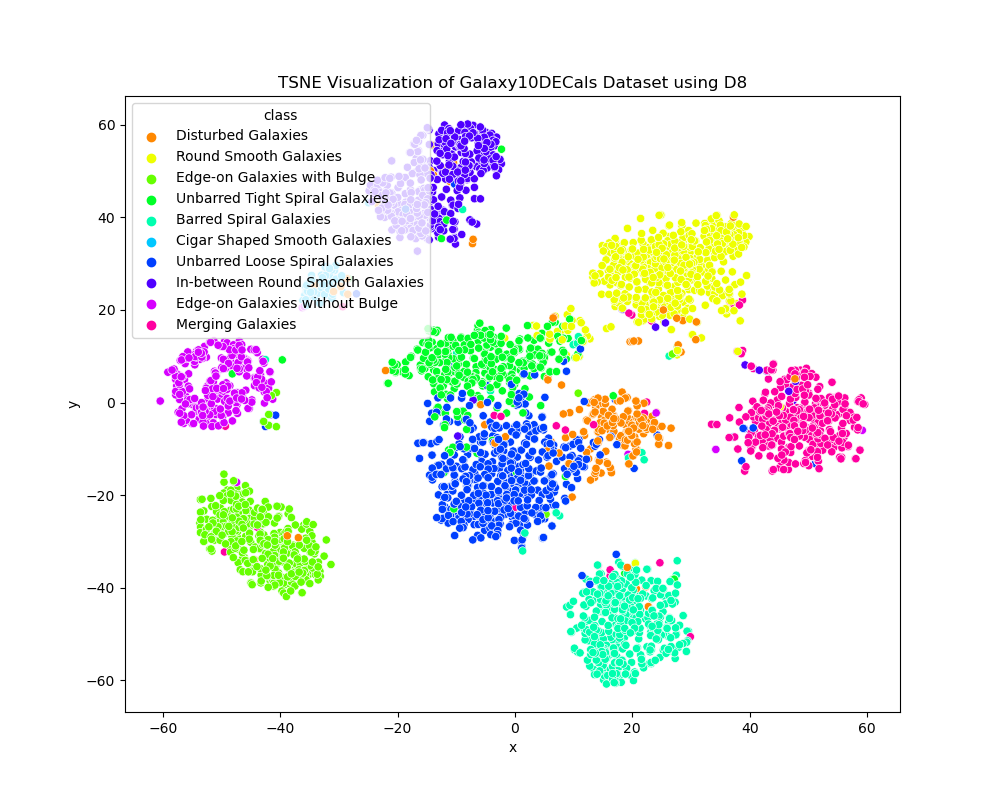 TSNE Visualization of Galaxy10DECals Dataset using D8
class
Disturbed Galaxies
Round Smooth Galaxies
Edge-on Galaxies with Bulge
Unbarred Tight Spiral Galaxies
Barred Spiral Galaxies
Cigar Shaped Smooth Galaxies
Unbarred Loose Spiral Galaxies
In-between Round Smooth Galaxies
Edge-on Galaxies without Bulge
Merging Galaxies
60
40
20
0
−20
−40
−60
y
−60 −40 −20 0 20 40 60
x